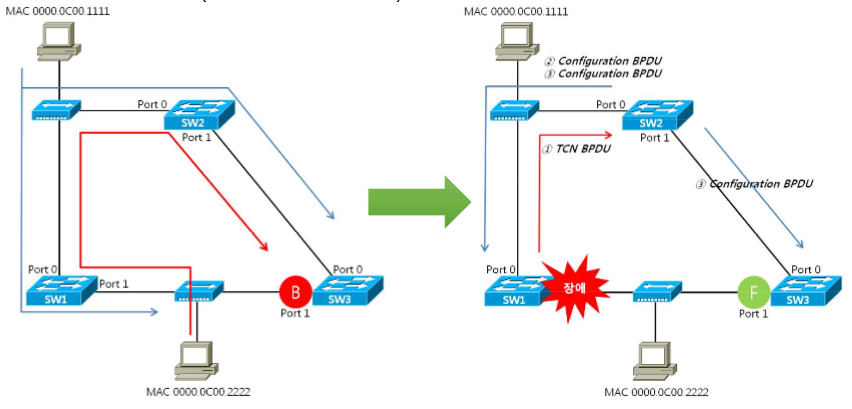 MAC 0000.0C00.1111
Port 0
SW2
Port 1
Port 0
SW1
Port 1
B
Port 0
SW3
Port 1
MAC 0000.0C00.2222
MAC 0000.0C00.1111
② Configuration BPDU
③ Configuration BPDU
Port 0
SW2
Port 1
① TCN BPDU
③ Configuration BPDU
Port 0
SW1
장애
F
Port 0
SW3
Port 1
MAC 0000.0C00.2222